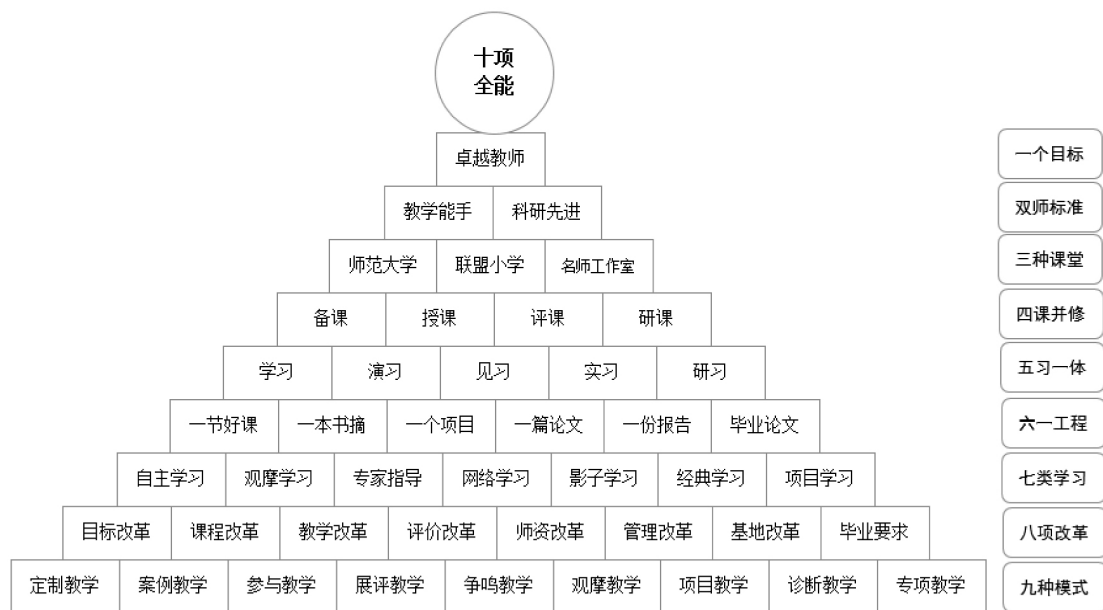 十项
全能
卓越教师 一个目标
教学能手 科研先进 双师标准
师范大学 联盟小学 名师工作室 三种课堂
备课 授课 评课 研课 四课并修
学习 演习 见习 实习 研习 五习一体
一节好课 一本书摘 一个项目 一篇论文 一份报告 毕业论文 六一工程
自主学习 观摩学习 专家指导 网络学习 影子学习 经典学习 项目学习 七类学习
目标改革 课程改革 教学改革 评价改革 师资改革 管理改革 基地改革 毕业要求 八项改革
定制教学 案例教学 参与教学 展评教学 争鸣教学 观摩教学 项目教学 诊断教学 专项教学 九种模式